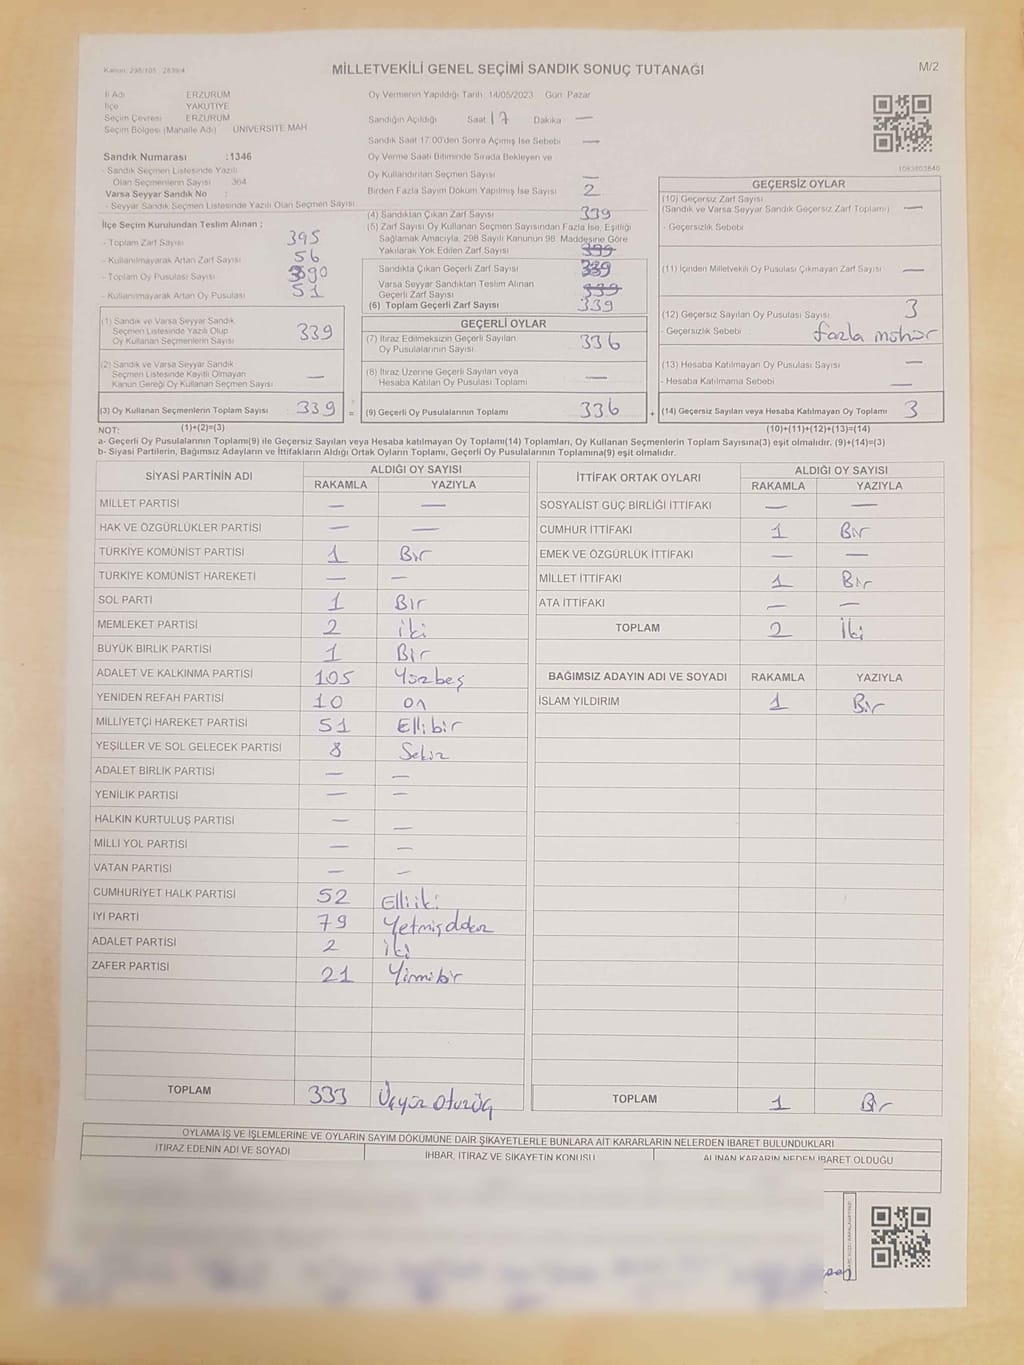 Kanun: 298/105 2839/4
MİLLETVEKİLİ GENEL SEÇİMİ SANDIK SONUÇ TUTANAĞI
M/2
İl Adı ERZURUM
İlçe YAKUTİYE
Seçim Çevresi ERZURUM
Seçim Bölgesi (Mahalle Adı) ÜNİVERSİTE MAH
Sandık Numarası :1346
- Sandık Seçmen Listesinde Yazılı
Olan Seçmenlerin Sayısı 364
Varsa Seyyar Sandık No :
- Seyyar Sandık Seçmen Listesinde Yazılı Olan Seçmen Sayısı
Oy Vermenin Yapıldığı Tarih: 14/05/2023 Gün: Pazar
Sandığın Açıldığı Saat 17 Dakika —
Sandık Saat 17:00'den Sonra Açmış İse Sebebi —
Oy Verme Saati Bitiminde Sırada Bekleyen ve
Oy Kullandırılan Seçmen Sayısı —
Birden Fazla Sayım Döküm Yapılmış İse Sayısı 2
1083603640
İlçe Seçim Kurulundan Teslim Alınan ;
- Toplam Zarf Sayısı 395
- Kullanılmayarak Artan Zarf Sayısı 56
- Toplam Oy Pusulası Sayısı 390
- Kullanılmayarak Artan Oy Pusulası 51
(4) Sandıktan Çıkan Zarf Sayısı 339
(5) Zarf Sayısı Oy Kullanan Seçmen Sayısından Fazla İse, Eşitliği
Sağlamak Amacıyla, 298 Sayılı Kanunun 98. Maddesine Göre
Yakılarak Yok Edilen Zarf Sayısı
Sandıkta Çıkan Geçerli Zarf Sayısı 339
Varsa Seyyar Sandıktan Teslim Alınan
Geçerli Zarf Sayısı 339
(6) Toplam Geçerli Zarf Sayısı 339
GEÇERSİZ OYLAR
(10) Geçersiz Zarf Sayısı
(Sandık ve Varsa Seyyar Sandık Geçersiz Zarf Toplamı) —
- Geçersizlik Sebebi
(11) İçinden Milletvekili Oy Pusulası Çıkmayan Zarf Sayısı —
(12) Geçersiz Sayılan Oy Pusulası Sayısı 3
- Geçersizlik Sebebi fazla mühür
(13) Hesaba Katılmayan Oy Pusulası Sayısı —
- Hesaba Katılmama Sebebi —
(14) Geçersiz Sayılan veya Hesaba Katılmayan Oy Toplamı 3
(10)+(11)+(12)+(13)=(14)
(1) Sandık ve Varsa Seyyar Sandık
Seçmen Listesinde Yazılı Olup
Oy Kullanan Seçmenlerin Sayısı 339
(2) Sandık ve Varsa Seyyar Sandık
Seçmen Listesinde Kayıtlı Olmayan
Kanun Gereği Oy Kullanan Seçmen Sayısı —
(3) Oy Kullanan Seçmenlerin Toplam Sayısı 339 =
(1)+(2)=(3)
GEÇERLİ OYLAR
(7) İtiraz Edilmeksizin Geçerli Sayılan
Oy Pusulalarının Sayısı 336
(8) İtiraz Üzerine Geçerli Sayılan veya
Hesaba Katılan Oy Pusulası Toplamı —
(9) Geçerli Oy Pusulalarının Toplamı 336 +
NOT:
a- Geçerli Oy Pusulalarının Toplamı(9) ile Geçersiz Sayılan veya Hesaba katılmayan Oy Toplamı(14) Toplamları, Oy Kullanan Seçmenlerin Toplam Sayısına(3) eşit olmalıdır. (9)+(14)=(3)
b- Siyasi Partilerin, Bağımsız Adayların ve İttifakların Aldığı Ortak Oyların Toplamı, Geçerli Oy Pusulalarının Toplamına(9) eşit olmalıdır.
SİYASİ PARTİNİN ADI ALDIĞI OY SAYISI
RAKAMLA YAZIYLA
MİLLET PARTİSİ — —
HAK VE ÖZGÜRLÜKLER PARTİSİ — —
TÜRKİYE KOMÜNİST PARTİSİ 1 Bir
TÜRKİYE KOMÜNİST HAREKETİ — —
SOL PARTİ 1 Bir
MEMLEKET PARTİSİ 2 iki
BÜYÜK BİRLİK PARTİSİ 1 Bir
ADALET VE KALKINMA PARTİSİ 105 Yüzbeş
YENİDEN REFAH PARTİSİ 10 on
MİLLİYETÇİ HAREKET PARTİSİ 51 Ellibir
YEŞİLLER VE SOL GELECEK PARTİSİ 8 Sekiz
ADALET BİRLİK PARTİSİ — —
YENİLİK PARTİSİ — —
HALKIN KURTULUŞ PARTİSİ — —
MİLLİ YOL PARTİSİ — —
VATAN PARTİSİ — —
CUMHURİYET HALK PARTİSİ 52 Elliiki
İYİ PARTİ 79 Yetmişdokuz
ADALET PARTİSİ 2 iki
ZAFER PARTİSİ 21 Yirmibir
TOPLAM 333 Üçyüz otuzüç
İTTİFAK ORTAK OYLARI ALDIĞI OY SAYISI
RAKAMLA YAZIYLA
SOSYALİST GÜÇ BİRLİĞİ İTTİFAKI — —
CUMHUR İTTİFAKI 1 Bir
EMEK VE ÖZGÜRLÜK İTTİFAKI — —
MİLLET İTTİFAKI 1 Bir
ATA İTTİFAKI — —
TOPLAM 2 İki
BAĞIMSIZ ADAYIN ADI VE SOYADI RAKAMLA YAZIYLA
İSLAM YILDIRIM 1 Bir
TOPLAM 1 Bir
OYLAMA İŞ VE İŞLEMLERİNE VE OYLARIN SAYIM DÖKÜMÜNE DAİR ŞİKAYETLERLE BUNLARA AİT KARARLARIN NELERDEN İBARET BULUNDUKLARI
İTİRAZ EDENİN ADI VE SOYADI İHBAR, İTİRAZ VE ŞİKAYETİN KONUSU ALINAN KARARIN NEDEN İBARET OLDUĞU